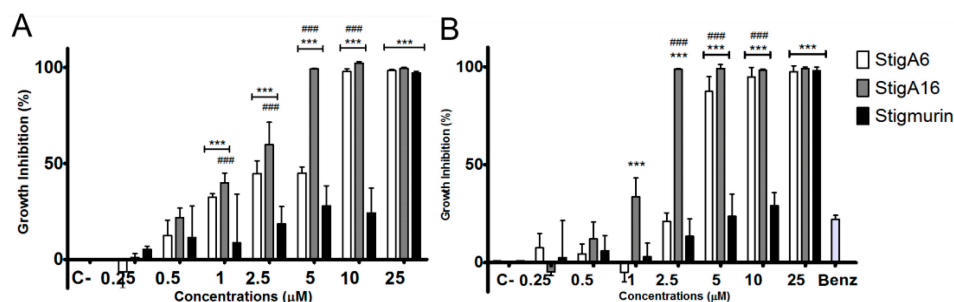 A
###
###
***
***
***
***
###
***
###
100
50
0
Growth Inhibition (%)
C- 0.25 0.5 1 2.5 5 10 25
Concentrations (μM)
B
###
###
###
***
***
***
***
***
100
50
0
Growth Inhibition (%)
C- 0.25 0.5 1 2.5 5 10 25 Benz
Concentrations (μM)
StigA6
StigA16
Stigmurin